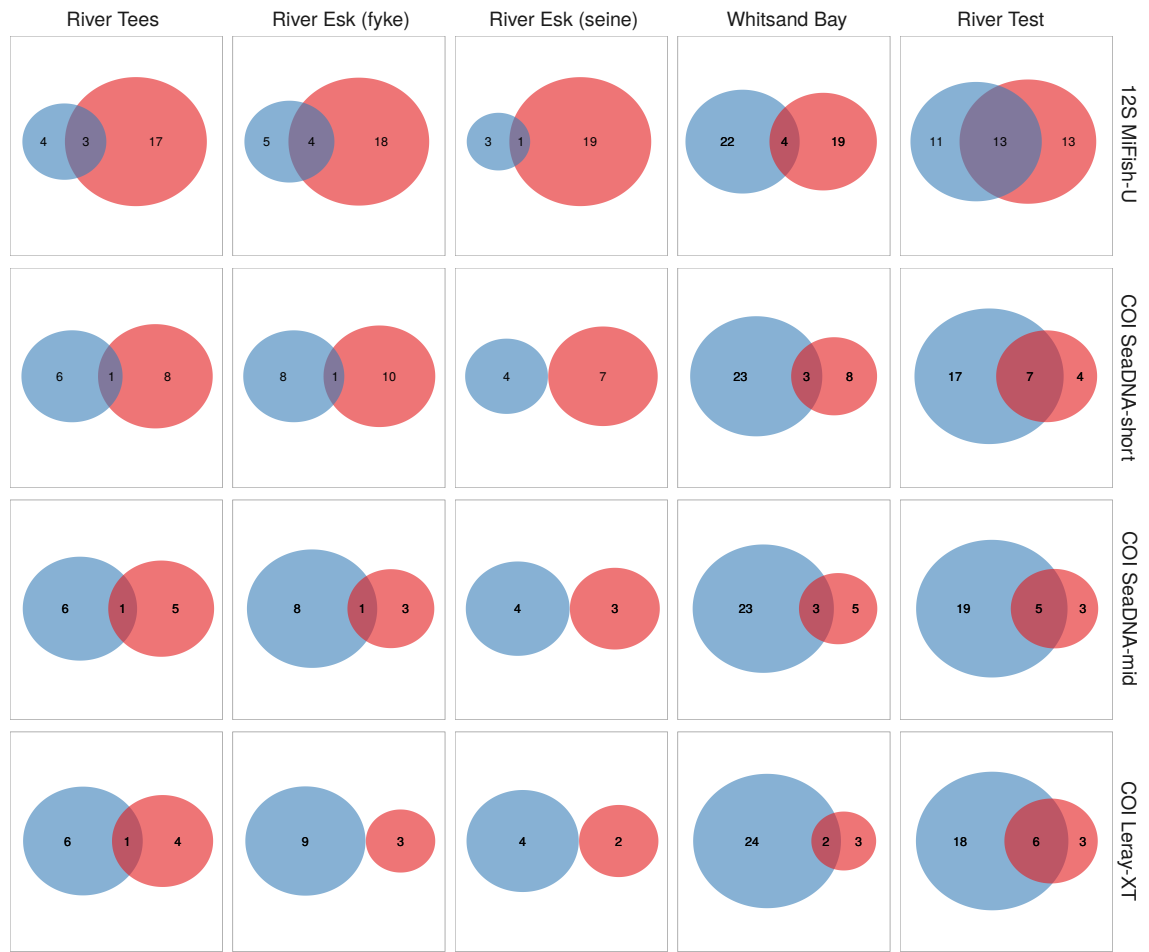 River Tees River Esk (fyke) River Esk (seine) Whitsand Bay River Test
4 3 17 5 4 18 3 1 19 22 4 19 11 13 13 12S MiFish-U
6 1 8 8 1 10 4 7 23 3 8 17 7 4 COI SeaDNA-short
6 1 5 8 1 3 4 3 23 3 5 19 5 3 COI SeaDNA-mid
6 1 4 9 3 4 2 24 2 3 18 6 3 COI Leray-XT